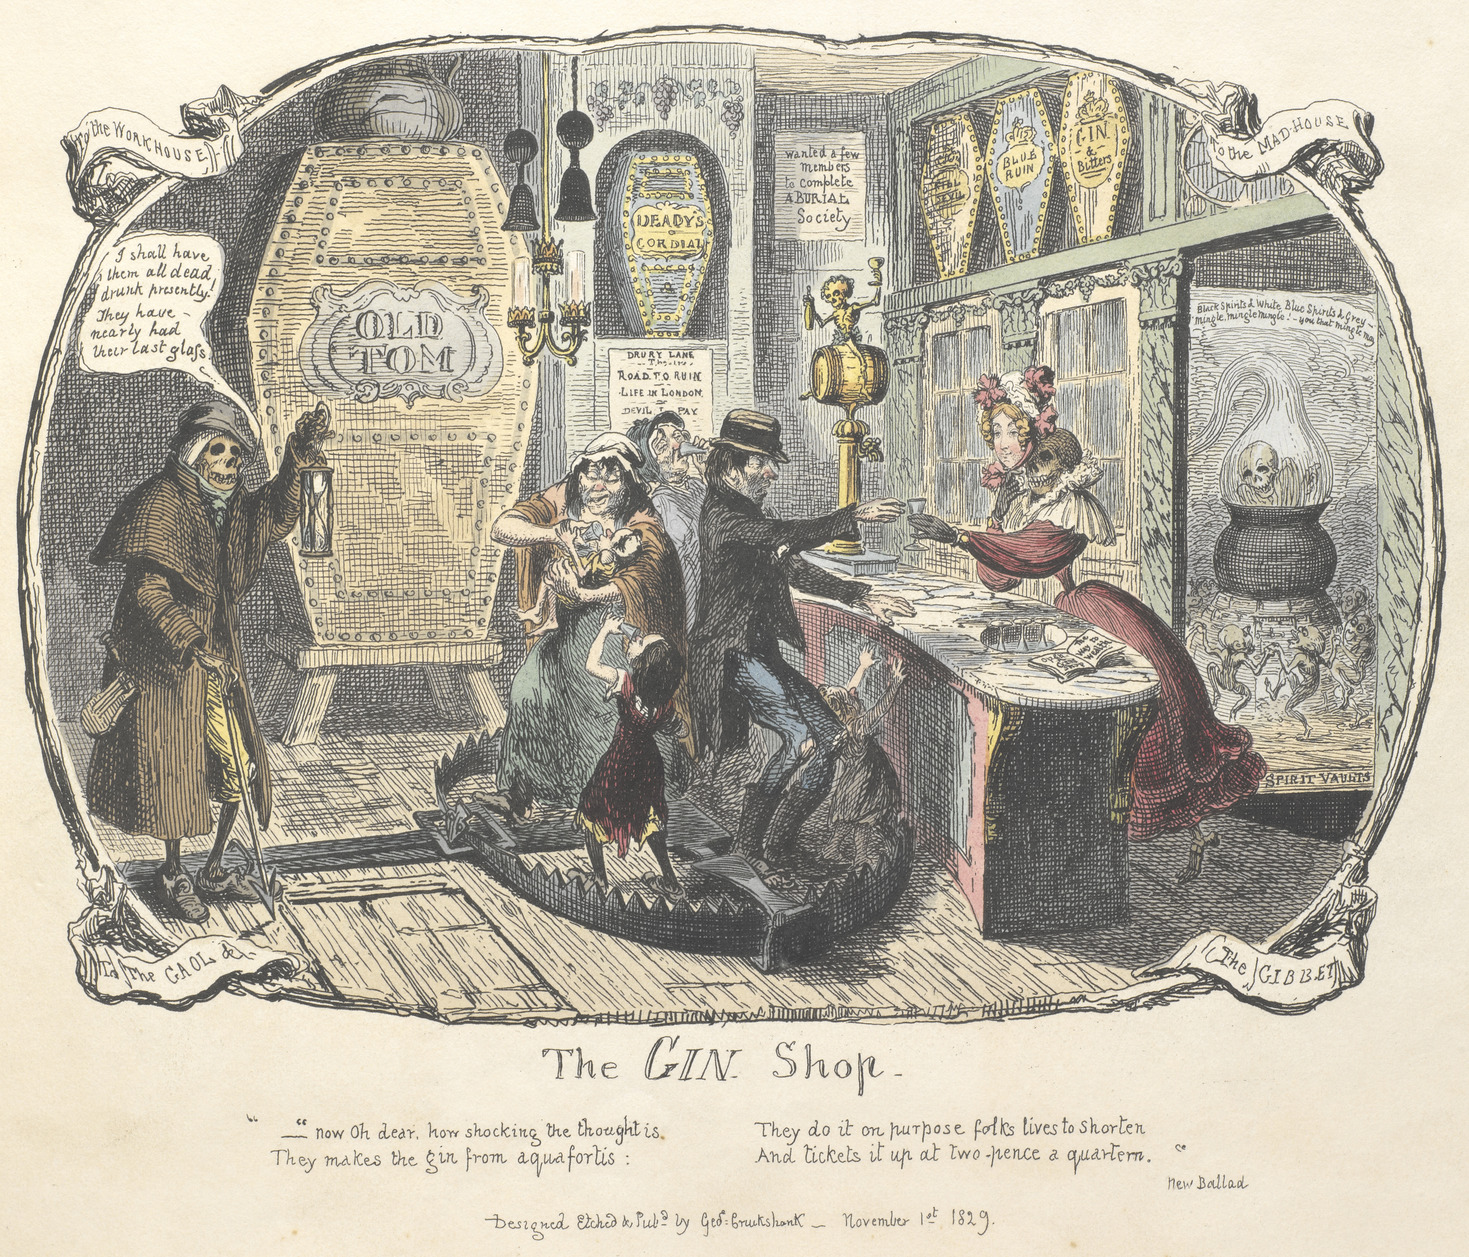 To the WORKHOUSE
To the MAD-HOUSE
I shall have
them all dead
drunk presently!
They have
nearly had
their last glass.
OLD
TOM
DEADY'S
CORDIAL
wanted a few
members
to complete
A BURIAL
Society
BLUE
RUIN
GIN
&
Bitters
DRURY LANE
Theatre
ROAD TO RUIN
LIFE IN LONDON
or
DEVIL TO PAY
Black Spirits & White, Blue Spirits & Grey
mingle, mingle, mingle! - you that mingle may
SPIRIT VAULTS
To the GAOL &
The GIBBET
The GIN Shop.
" — " now Oh dear, how shocking the thought is
They makes the gin from aquafortis:
They do it on purpose folks lives to shorten
And tickets it up at two-pence a quartern. "
New Ballad
Designed Etched & Pubd by Geoe Cruikshank — November 1st 1829.